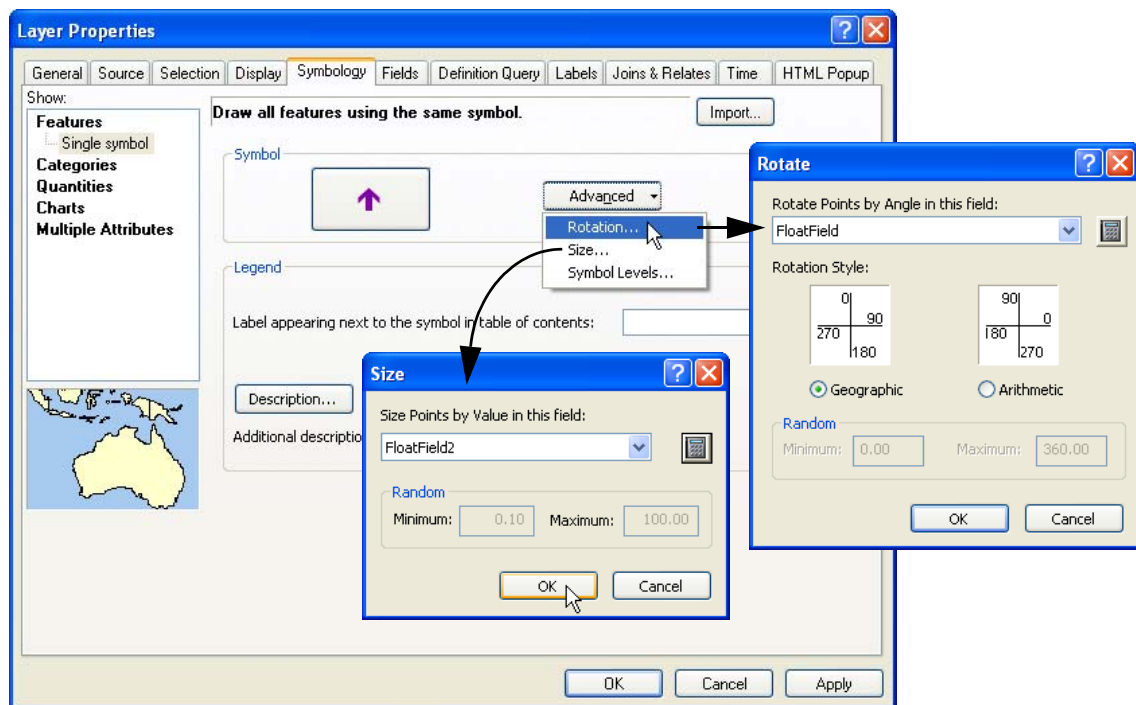 Layer Properties
General Source Selection Display Symbology Fields Definition Query Labels Joins & Relates Time HTML Popup
Show:
Features
Single symbol
Categories
Quantities
Charts
Multiple Attributes
Draw all features using the same symbol.
Import...
Symbol
Advanced
Rotation...
Size...
Symbol Levels...
Legend
Label appearing next to the symbol in table of contents:
Description...
Additional descriptio
OK Cancel Apply
Size
Size Points by Value in this field:
FloatField2
Random
Minimum: 0.10 Maximum: 100.00
OK Cancel
Rotate
Rotate Points by Angle in this field:
FloatField
Rotation Style:
0
90
270
180
90
0
180
270
Geographic Arithmetic
Random
Minimum: 0.00 Maximum: 360.00
OK Cancel